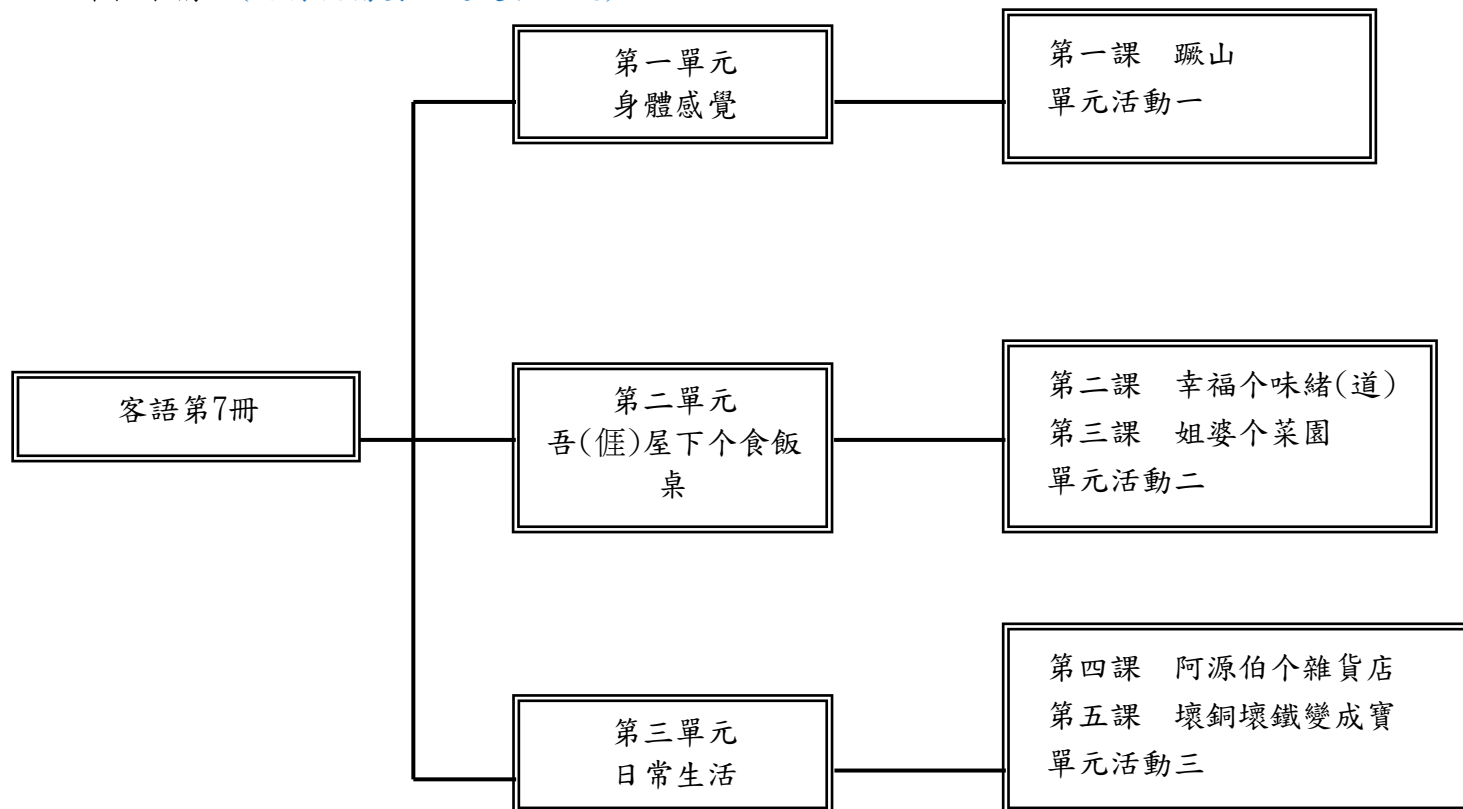 客語第7冊
第一單元
身體感覺
第一課 蹶山
單元活動一
第二單元
吾(𠊎)屋下个食飯
桌
第二課 幸福个味緒(道)
第三課 姐婆个菜園
單元活動二
第三單元
日常生活
第四課 阿源伯个雜貨店
第五課 壞銅壞鐵變成寶
單元活動三